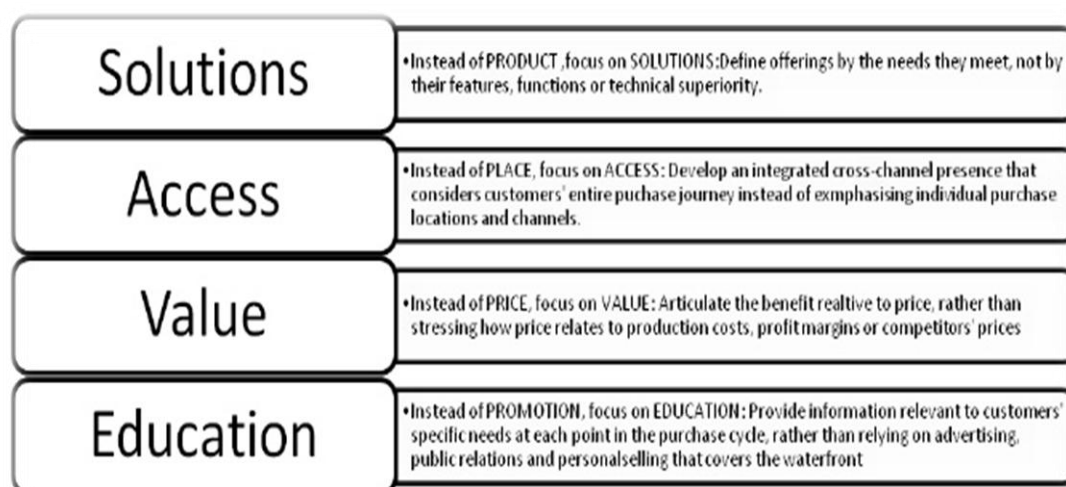 Solutions
•Instead of PRODUCT ,focus on SOLUTIONS:Define offerings by the needs they meet, not by
their features, functions or technical superiority.
Access
•Instead of PLACE, focus on ACCESS: Develop an integrated cross-channel presence that
considers customers' entire puchase journey instead of exmphasising individual purchase
locations and channels.
Value
•Instead of PRICE, focus on VALUE: Articulate the benefit realtive to price, rather than
stressing how price relates to production costs, profit margins or competitors' prices
Education
•Instead of PROMOTION, focus on EDUCATION: Provide information relevant to customers'
specific needs at each point in the purchase cycle, rather than relying on advertising,
public relations and personalselling that covers the waterfront